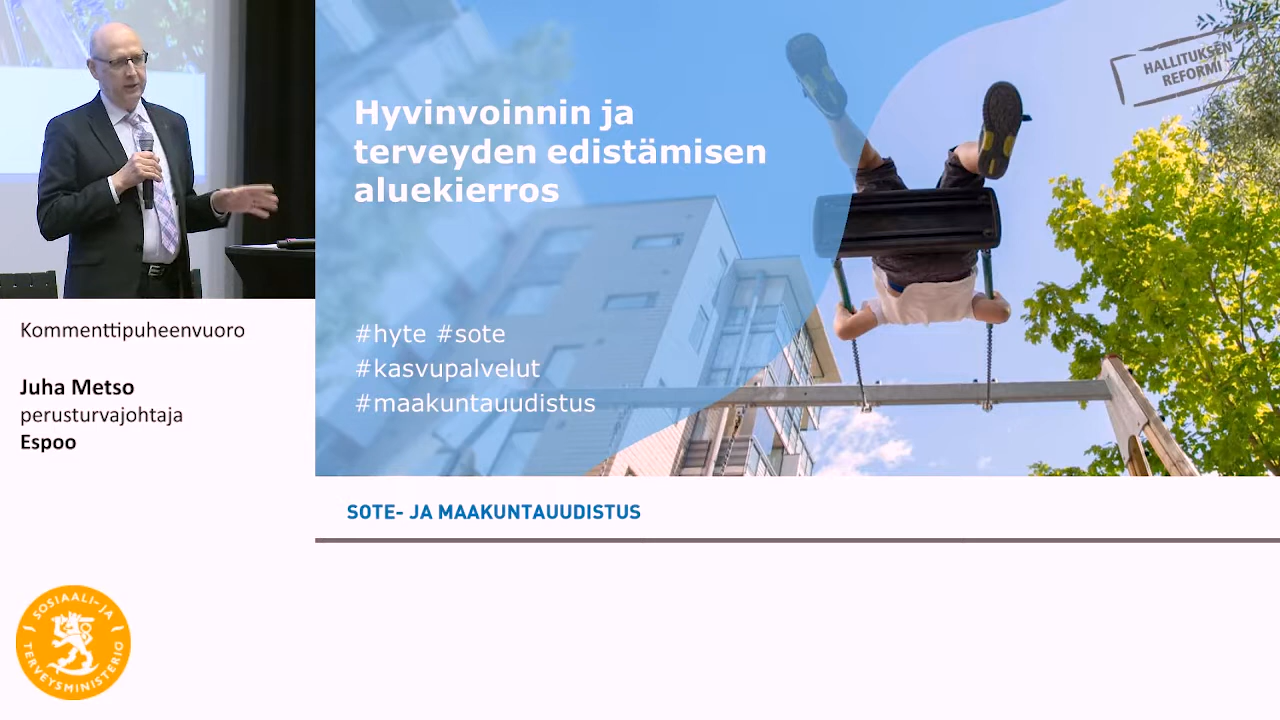 Kommenttipuheenvuoro
Juha Metso
perusturvajohtaja
Espoo
SOSIAALI- JA
TERVEYSMINISTERIÖ
Hyvinvoinnin ja
terveyden edistämisen
aluekierros
#hyte #sote
#kasvupalvelut
#maakuntauudistus
HALLITUKSEN
REFORMI
SOTE- JA MAAKUNTAUUDISTUS